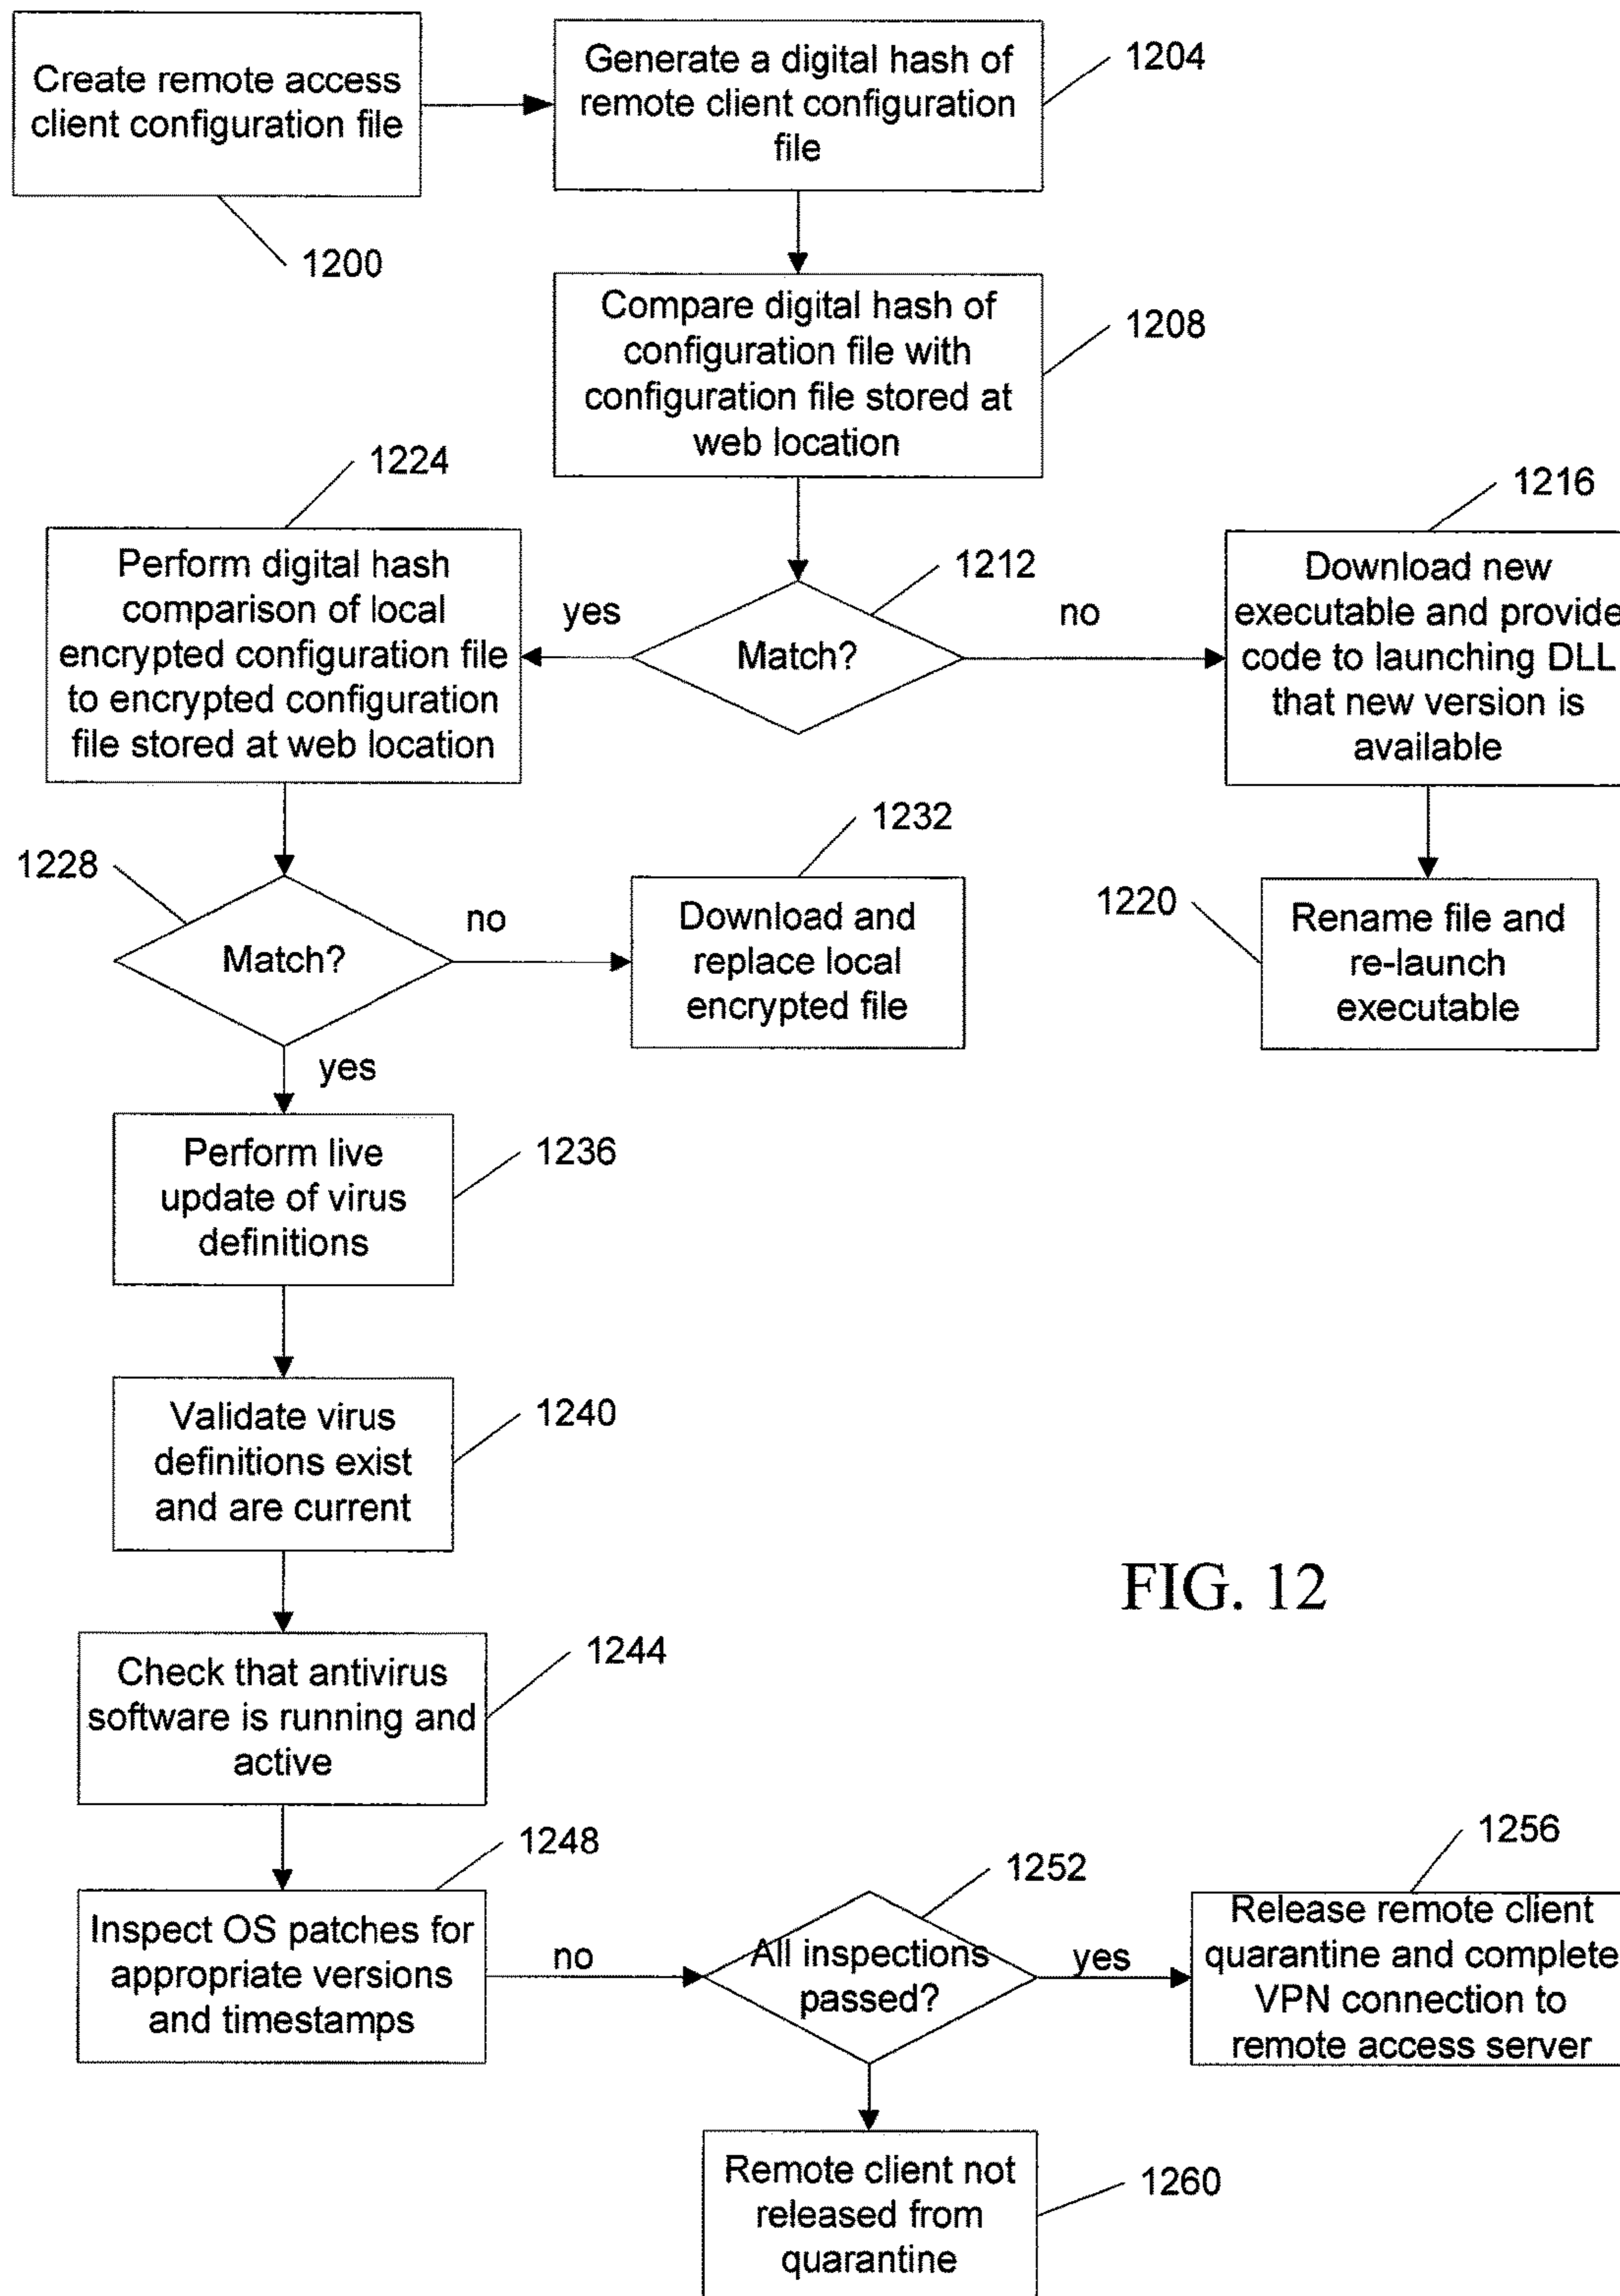 Create remote access
client configuration file
1200
Generate a digital hash of
remote client configuration
file
1204
Compare digital hash of
configuration file with
configuration file stored at
web location
1208
1224
Perform digital hash
comparison of local
encrypted configuration file
to encrypted configuration
file stored at web location
yes
Match?
1212
no
1216
Download new
executable and provide
code to launching DLL
that new version is
available
1228
Match?
no
1232
Download and
replace local
encrypted file
1220
Rename file and
re-launch
executable
yes
Perform live
update of virus
definitions
1236
Validate virus
definitions exist
and are current
1240
FIG. 12
Check that antivirus
software is running and
active
1244
1248
Inspect OS patches for
appropriate versions
and timestamps
no
1252
All inspections
passed?
yes
1256
Release remote client
quarantine and complete
VPN connection to
remote access server
Remote client not
released from
quarantine
1260